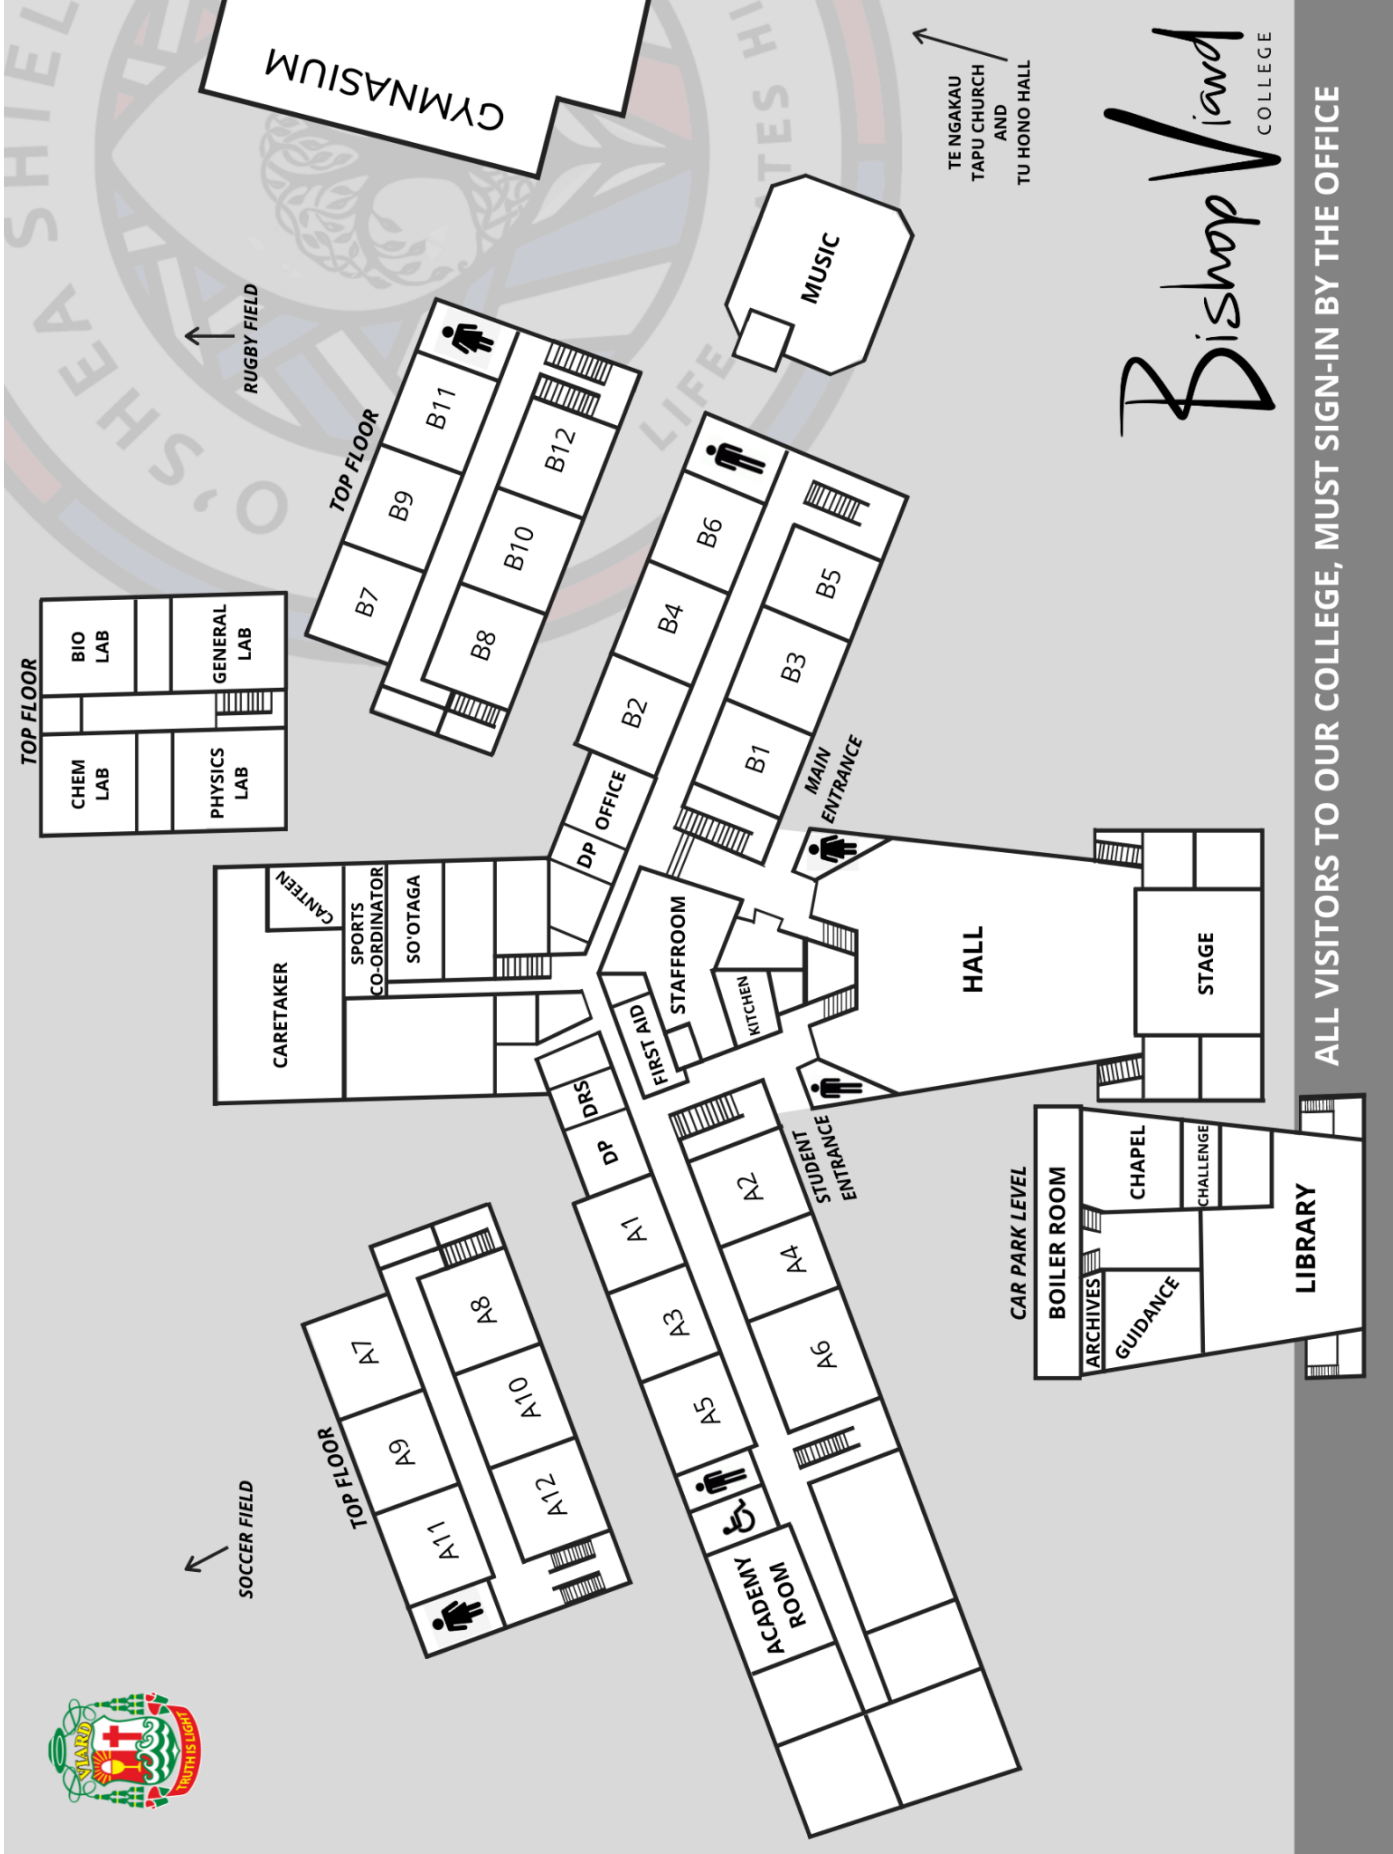 VIARD
TRUTH IS LIGHT
SOCCER FIELD
TOP FLOOR
A7
A9
A11
A8
A10
A12
TOP FLOOR
CHEM
LAB
BIO
LAB
PHYSICS
LAB
GENERAL
LAB
RUGBY FIELD
TOP FLOOR
B7
B9
B11
B8
B10
B12
GYMNASIUM
O'SHEA SHIEL
LIFE
ATES HI
CARETAKER
CANTEEN
SPORTS
CO-ORDINATOR
SO'OTAGA
DRS
DP
A1
A3
A5
ACADEMY
ROOM
A2
A4
A6
FIRST AID
STAFFROOM
KITCHEN
DP
OFFICE
B2
B4
B6
B1
B3
B5
MUSIC
TE NGAKAU
TAPU CHURCH
AND
TU HONO HALL
STUDENT
ENTRANCE
MAIN
ENTRANCE
HALL
STAGE
CAR PARK LEVEL
BOILER ROOM
ARCHIVES
GUIDANCE
CHAPEL
CHALLENGE
LIBRARY
Bishop Viard
COLLEGE
ALL VISITORS TO OUR COLLEGE, MUST SIGN-IN BY THE OFFICE